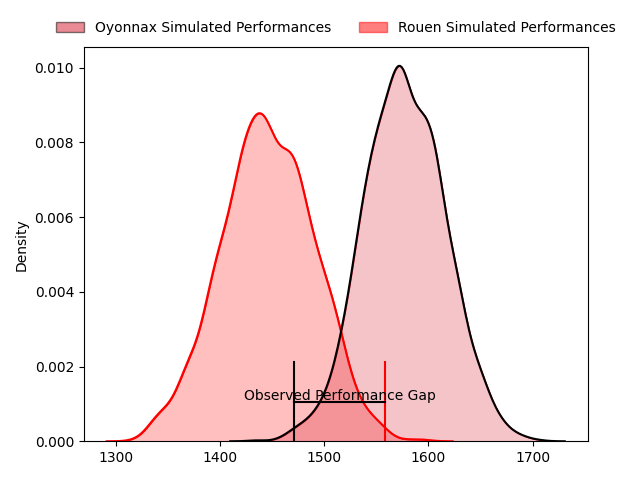 Oyonnax Simulated Performances Rouen Simulated Performances
0.010
0.008
0.006
0.004
0.002
0.000
Density
Observed Performance Gap
1300 1400 1500 1600 1700